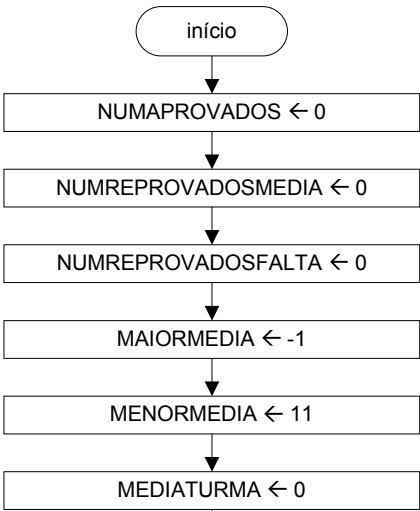 início
NUMAPROVADOS ← 0
NUMREPROVADOSMEDIA ← 0
NUMREPROVADOSFALTA ← 0
MAIORMEDIA ← -1
MENORMEDIA ← 11
MEDIATURMA ← 0